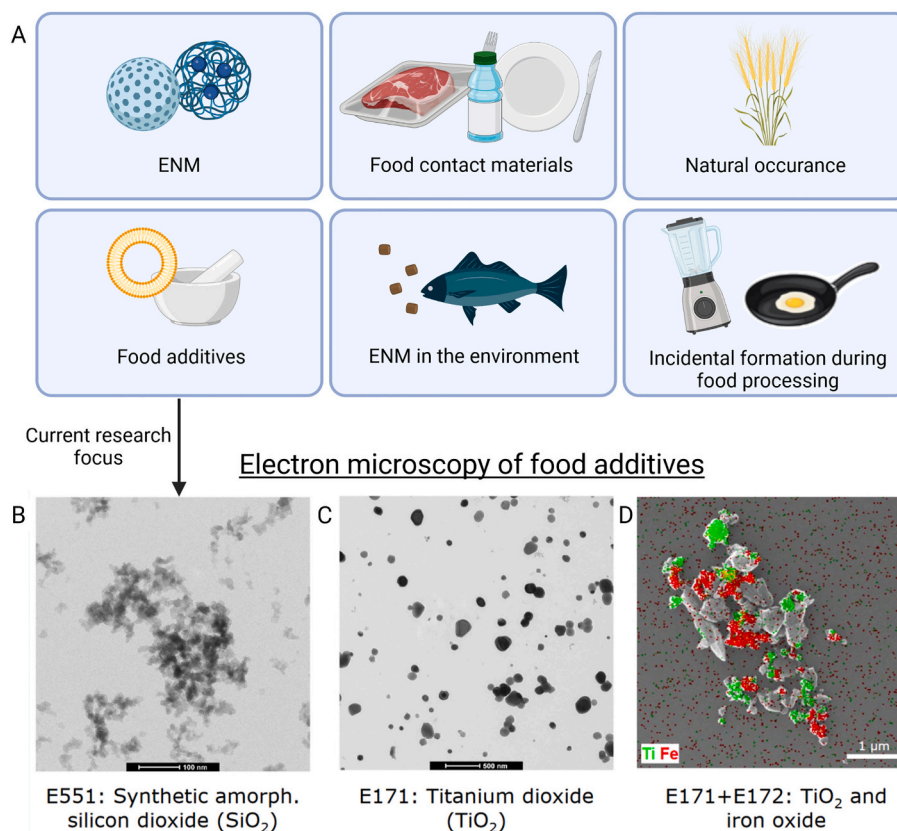 A
ENM
Food contact materials
Natural occurance
Food additives
ENM in the environment
Incidental formation during
food processing
Current research
focus
Electron microscopy of food additives
B
C
D
100 nm
500 nm
Ti Fe
1 μm
E551: Synthetic amorph.
silicon dioxide (SiO₂)
E171: Titanium dioxide
(TiO₂)
E171+E172: TiO₂ and
iron oxide